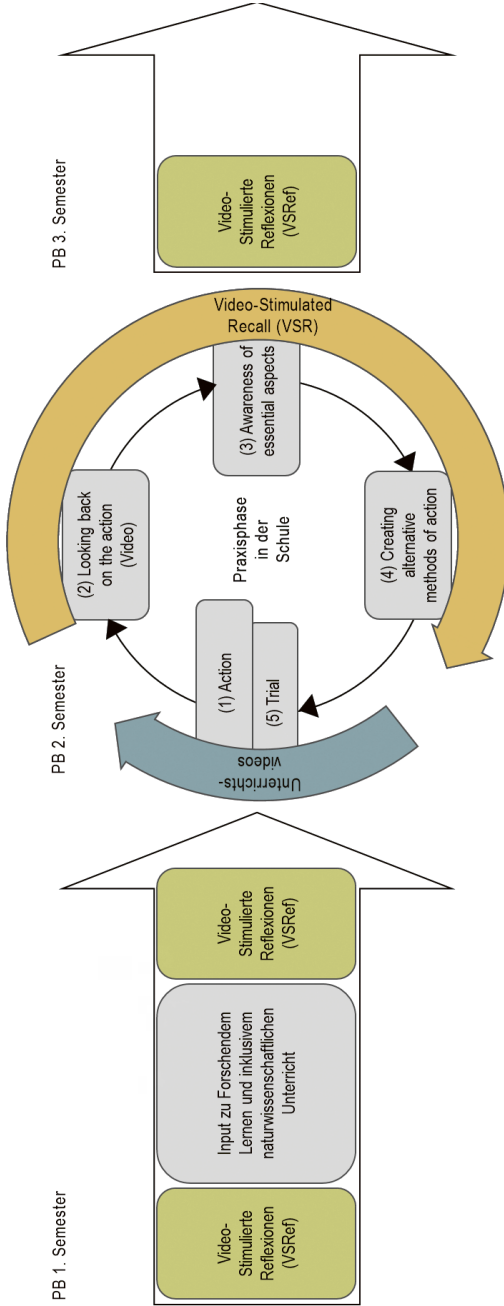 PB 1. Semester
Video-
Stimulierte
Reflexionen
(VSRef)
Input zu Forschendem
Lernen und inklusivem
naturwissenschaftlichen
Unterricht
Video-
Stimulierte
Reflexionen
(VSRef)
PB 2. Semester
Unterrichts-
videos
(1) Action
(5) Trial
(2) Looking back
on the action
(Video)
Praxisphase
in der
Schule
(3) Awareness of
essential aspects
(4) Creating
alternative
methods of action
Video-Stimulated
Recall (VSR)
PB 3. Semester
Video-
Stimulierte
Reflexionen
(VSRef)